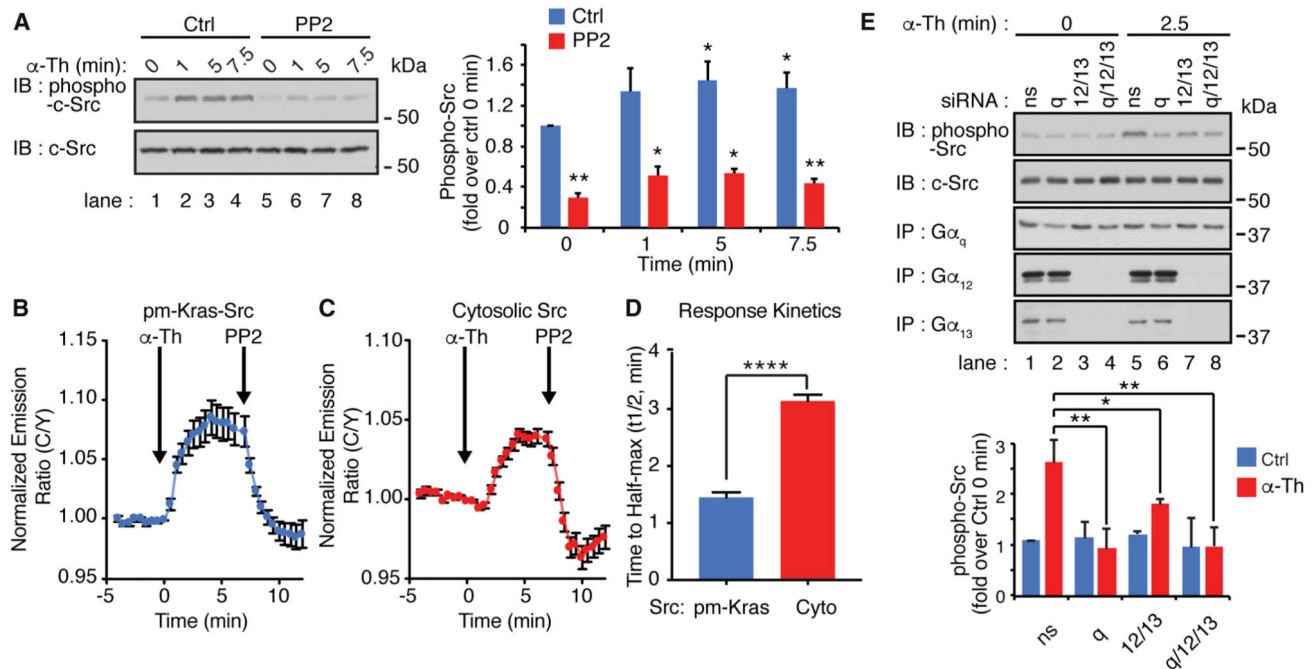 A
Ctrl PP2
α-Th (min): 0 1 5 7.5 0 1 5 7.5 kDa
IB : phospho
-c-Src
- 50
IB : c-Src
- 50
lane : 1 2 3 4 5 6 7 8
Ctrl
PP2
Phospho-Src
(fold over ctrl 0 min)
1.6
1.2
0.8
0.4
0
** * * * * **
0 1 5 7.5
Time (min)
B
pm-Kras-Src
α-Th PP2
Normalized Emission
Ratio (C/Y)
1.15
1.10
1.05
1.00
0.95
-5 0 5 10
Time (min)
C
Cytosolic Src
α-Th PP2
Normalized Emission
Ratio (C/Y)
1.10
1.05
1.00
0.95
-5 0 5 10
Time (min)
D
Response Kinetics
Time to Half-max (t1/2, min)
4
3
2
1
0
****
Src: pm-Kras Cyto
E
α-Th (min) : 0 2.5
siRNA: ns q 12/13 q/12/13 ns q 12/13 q/12/13 kDa
IB : phospho
-Src
-50
IB : c-Src
-50
IP : Gαq
-37
IP : Gα12
-37
IP : Gα13
-37
lane : 1 2 3 4 5 6 7 8
**
*
**
Ctrl
α-Th
phospho-Src
(fold over Ctrl 0 min)
3
2
1
0
ns q 12/13 q/12/13